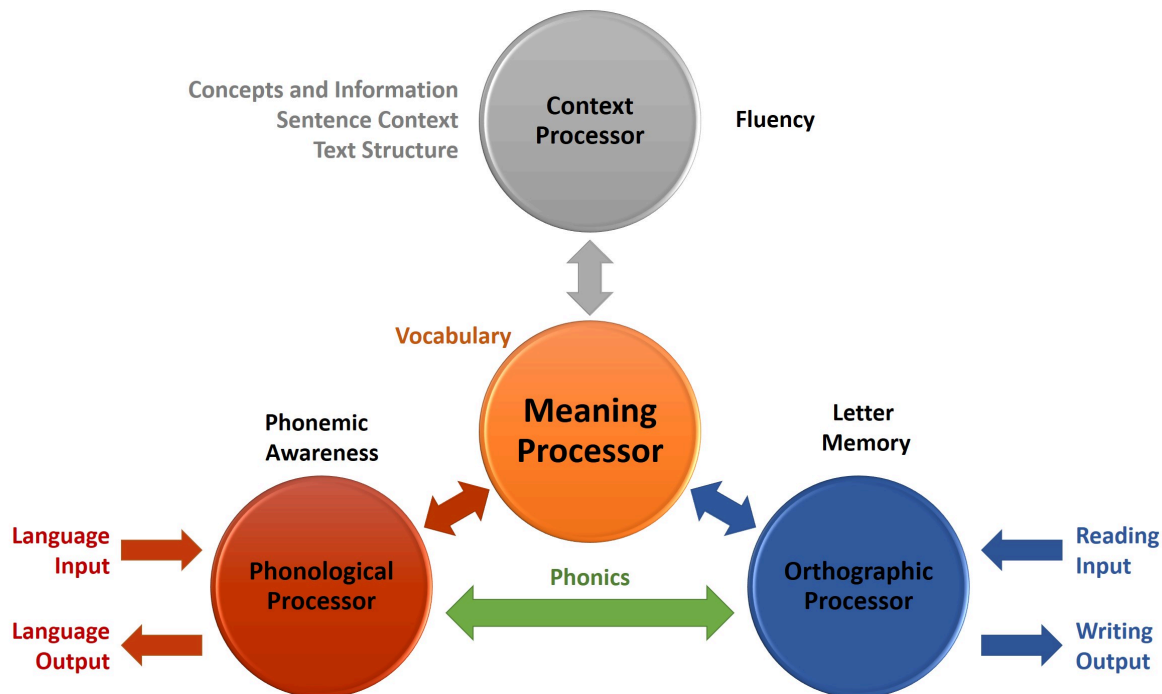 Concepts and Information
Sentence Context
Text Structure
Context
Processor
Fluency
Vocabulary
Meaning
Processor
Phonemic
Awareness
Letter
Memory
Language
Input
Phonological
Processor
Language
Output
Phonics
Orthographic
Processor
Reading
Input
Writing
Output